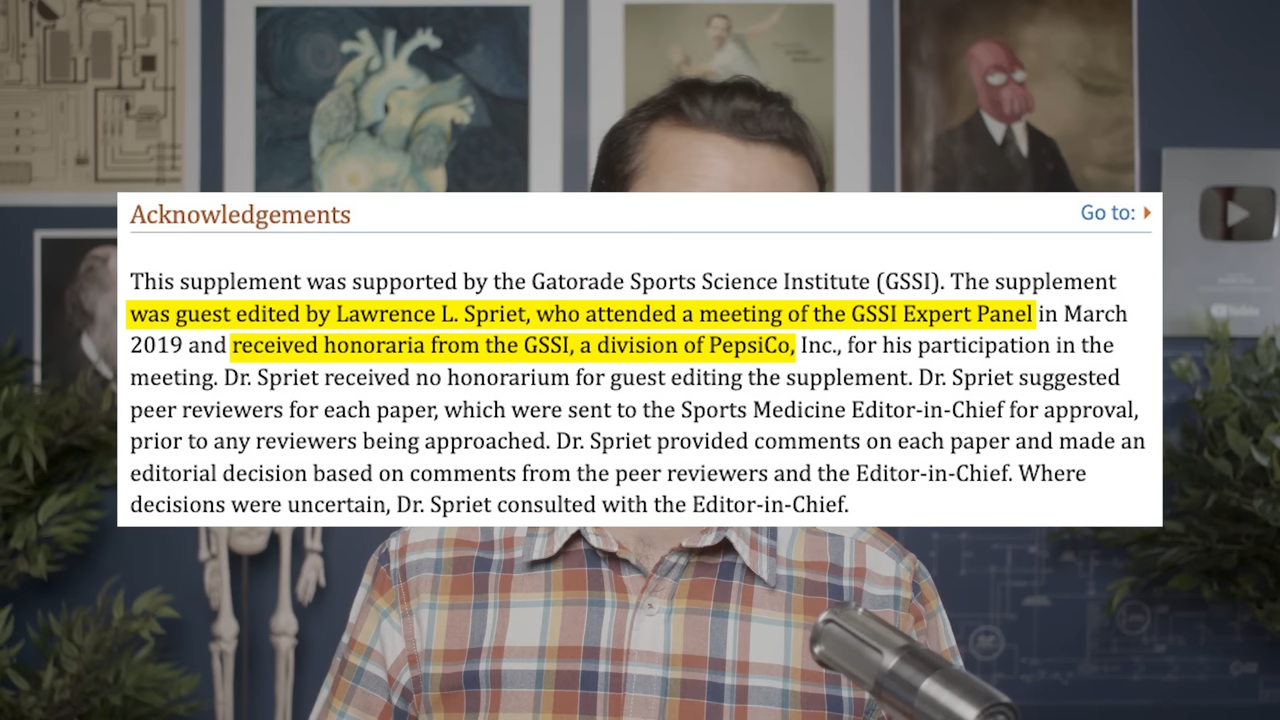 Acknowledgements
Go to:
This supplement was supported by the Gatorade Sports Science Institute (GSSI). The supplement
was guest edited by Lawrence L. Spriet, who attended a meeting of the GSSI Expert Panel in March
2019 and received honoraria from the GSSI, a division of PepsiCo, Inc., for his participation in the
meeting. Dr. Spriet received no honorarium for guest editing the supplement. Dr. Spriet suggested
peer reviewers for each paper, which were sent to the Sports Medicine Editor-in-Chief for approval,
prior to any reviewers being approached. Dr. Spriet provided comments on each paper and made an
editorial decision based on comments from the peer reviewers and the Editor-in-Chief. Where
decisions were uncertain, Dr. Spriet consulted with the Editor-in-Chief.